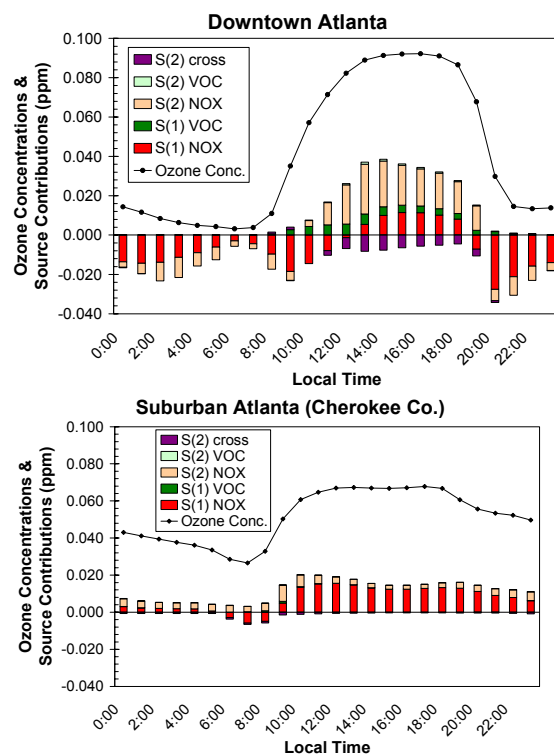 Downtown Atlanta
Ozone Concentrations &
Source Contributions (ppm)
0.100
0.080
0.060
0.040
0.020
0.000
-0.020
-0.040
S(2) cross
S(2) VOC
S(2) NOX
S(1) VOC
S(1) NOX
Ozone Conc.
0:00 2:00 4:00 6:00 8:00 10:00 12:00 14:00 16:00 18:00 20:00 22:00
Local Time
Suburban Atlanta (Cherokee Co.)
Ozone Concentrations &
Source Contributions (ppm)
0.100
0.080
0.060
0.040
0.020
0.000
-0.020
-0.040
S(2) cross
S(2) VOC
S(2) NOX
S(1) VOC
S(1) NOX
Ozone Conc.
0:00 2:00 4:00 6:00 8:00 10:00 12:00 14:00 16:00 18:00 20:00 22:00
Local Time